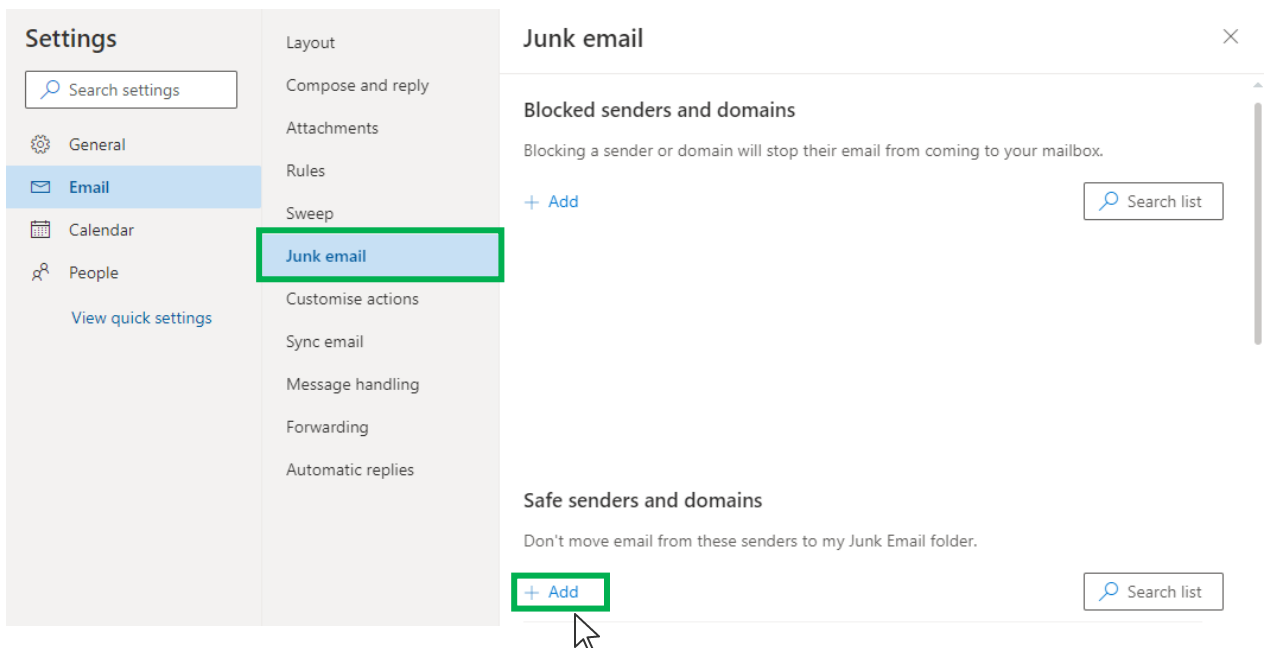 Settings
Search settings
General
Email
Calendar
People
View quick settings
Layout
Compose and reply
Attachments
Rules
Sweep
Junk email
Customise actions
Sync email
Message handling
Forwarding
Automatic replies
Junk email
Blocked senders and domains
Blocking a sender or domain will stop their email from coming to your mailbox.
+ Add
Search list
Safe senders and domains
Don't move email from these senders to my Junk Email folder.
+ Add
Search list